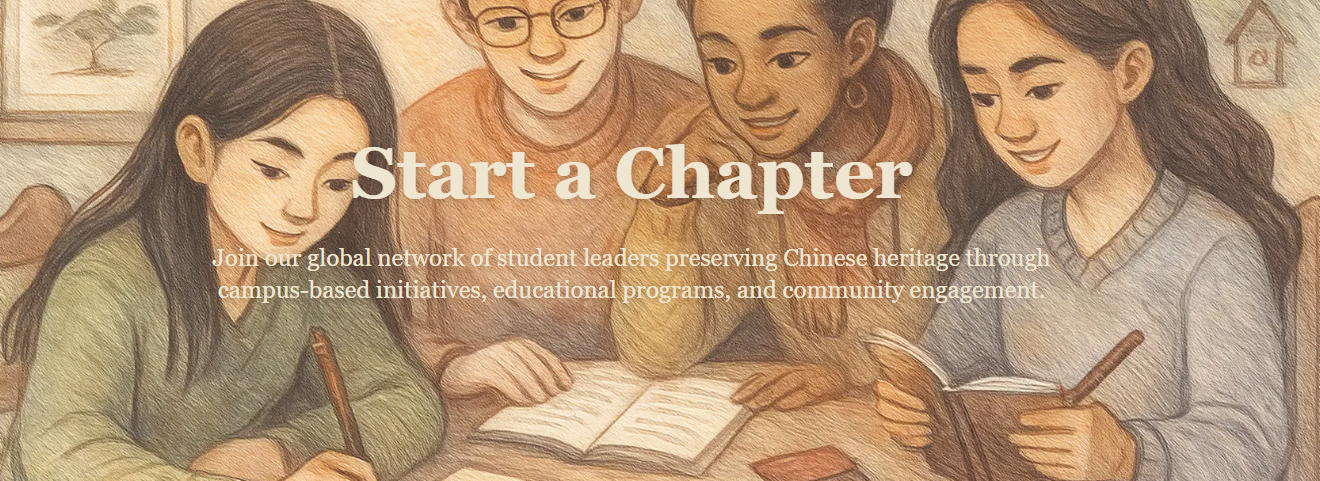 Start a Chapter
Join our global network of student leaders preserving Chinese heritage through
campus-based initiatives, educational programs, and community engagement.